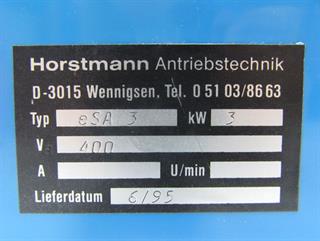 Horstmann Antriebstechnik
D-3015 Wennigsen, Tel. 0 51 03/86 63
Typ eSA 3 kW 3
V 400
A U/min
Lieferdatum 6/95